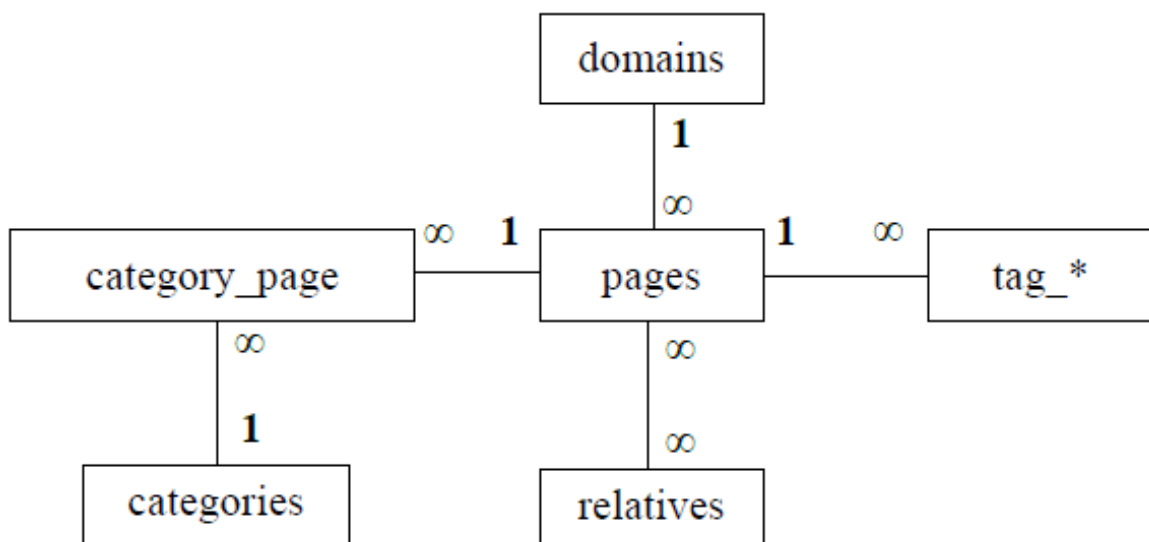 domains
1
∞
∞ 1
1 ∞
category_page
pages
tag_*
∞
∞
1
∞
categories
relatives